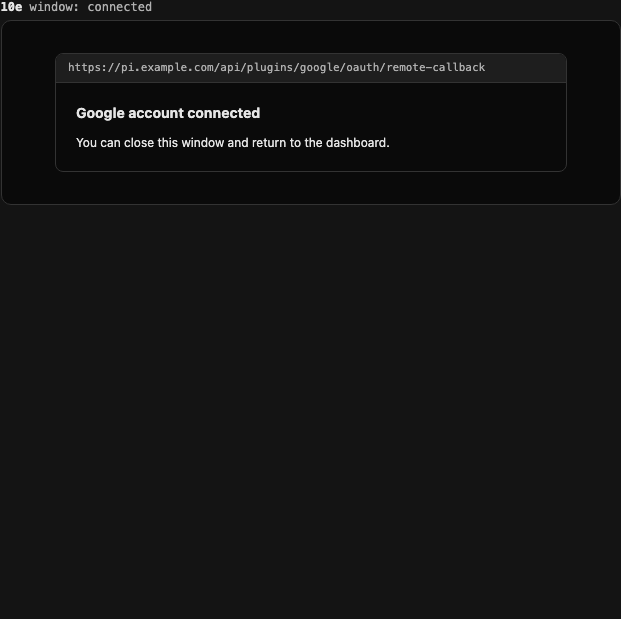 10e window: connected
https://pi.example.com/api/plugins/google/oauth/remote-callback
Google account connected
You can close this window and return to the dashboard.